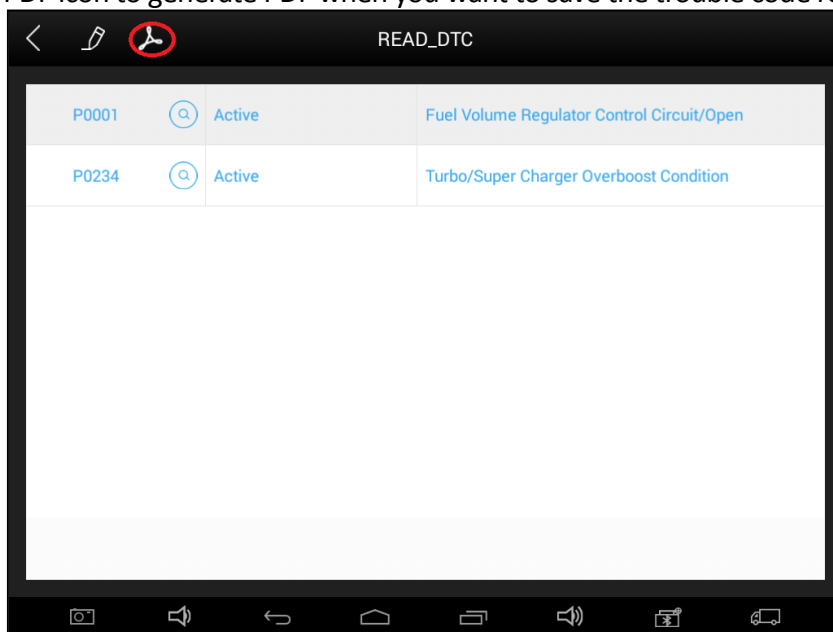 PDF icon to generate PDF when you want to save the trouble code
READ_DTC
P0001 Active Fuel Volume Regulator Control Circuit/Open
P0234 Active Turbo/Super Charger Overboost Condition